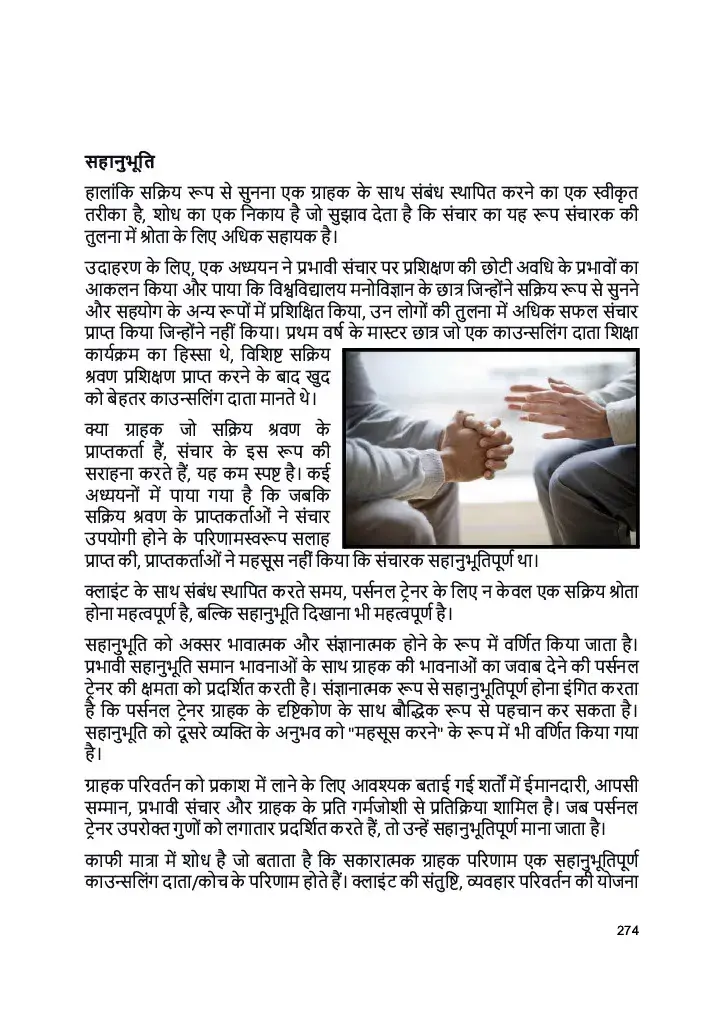 सहानुभूति
हालांकि सक्रिय रूप से सुनना एक ग्राहक के साथ संबंध स्थापित करने का एक स्वीकृत
तरीका है, शोध का एक निकाय है जो सुझाव देता है कि संचार का यह रूप संचारक की
तुलना में श्रोता के लिए अधिक सहायक है।
उदाहरण के लिए, एक अध्ययन ने प्रभावी संचार पर प्रशिक्षण की छोटी अवधि के प्रभावों का
आकलन किया और पाया कि विश्वविद्यालय मनोविज्ञान के छात्र जिन्होंने सक्रिय रूप से सुनने
और सहयोग के अन्य रूपों में प्रशिक्षित किया, उन लोगों की तुलना में अधिक सफल संचार
प्राप्त किया जिन्होंने नहीं किया। प्रथम वर्ष के मास्टर छात्र जो एक काउन्सलिंग दाता शिक्षा
कार्यक्रम का हिस्सा थे, विशिष्ट सक्रिय
श्रवण प्रशिक्षण प्राप्त करने के बाद खुद
को बेहतर काउन्सलिंग दाता मानते थे।
क्या ग्राहक जो सक्रिय श्रवण के
प्राप्तकर्ता हैं, संचार के इस रूप की
सराहना करते हैं, यह कम स्पष्ट है। कई
अध्ययनों में पाया गया है कि जबकि
सक्रिय श्रवण के प्राप्तकर्ताओं ने संचार
उपयोगी होने के परिणामस्वरूप सलाह
प्राप्त की, प्राप्तकर्ताओं ने महसूस नहीं किया कि संचारक सहानुभूतिपूर्ण था।
क्लाइंट के साथ संबंध स्थापित करते समय, पर्सनल ट्रेनर के लिए न केवल एक सक्रिय श्रोता
होना महत्वपूर्ण है, बल्कि सहानुभूति दिखाना भी महत्वपूर्ण है।
सहानुभूति को अक्सर भावात्मक और संज्ञानात्मक होने के रूप में वर्णित किया जाता है।
प्रभावी सहानुभूति समान भावनाओं के साथ ग्राहक की भावनाओं का जवाब देने की पर्सनल
ट्रेनर की क्षमता को प्रदर्शित करती है। संज्ञानात्मक रूप से सहानुभूतिपूर्ण होना इंगित करता
है कि पर्सनल ट्रेनर ग्राहक के दृष्टिकोण के साथ बौद्धिक रूप से पहचान कर सकता है।
सहानुभूति को दूसरे व्यक्ति के अनुभव को "महसूस करने" के रूप में भी वर्णित किया गया
है।
ग्राहक परिवर्तन को प्रकाश में लाने के लिए आवश्यक बताई गई शर्तों में ईमानदारी, आपसी
सम्मान, प्रभावी संचार और ग्राहक के प्रति गर्मजोशी से प्रतिक्रिया शामिल है। जब पर्सनल
ट्रेनर उपरोक्त गुणों को लगातार प्रदर्शित करते हैं, तो उन्हें सहानुभूतिपूर्ण माना जाता है।
काफी मात्रा में शोध है जो बताता है कि सकारात्मक ग्राहक परिणाम एक सहानुभूतिपूर्ण
काउन्सलिंग दाता/कोच के परिणाम होते हैं। क्लाइंट की संतुष्टि, व्यवहार परिवर्तन की योजना
274